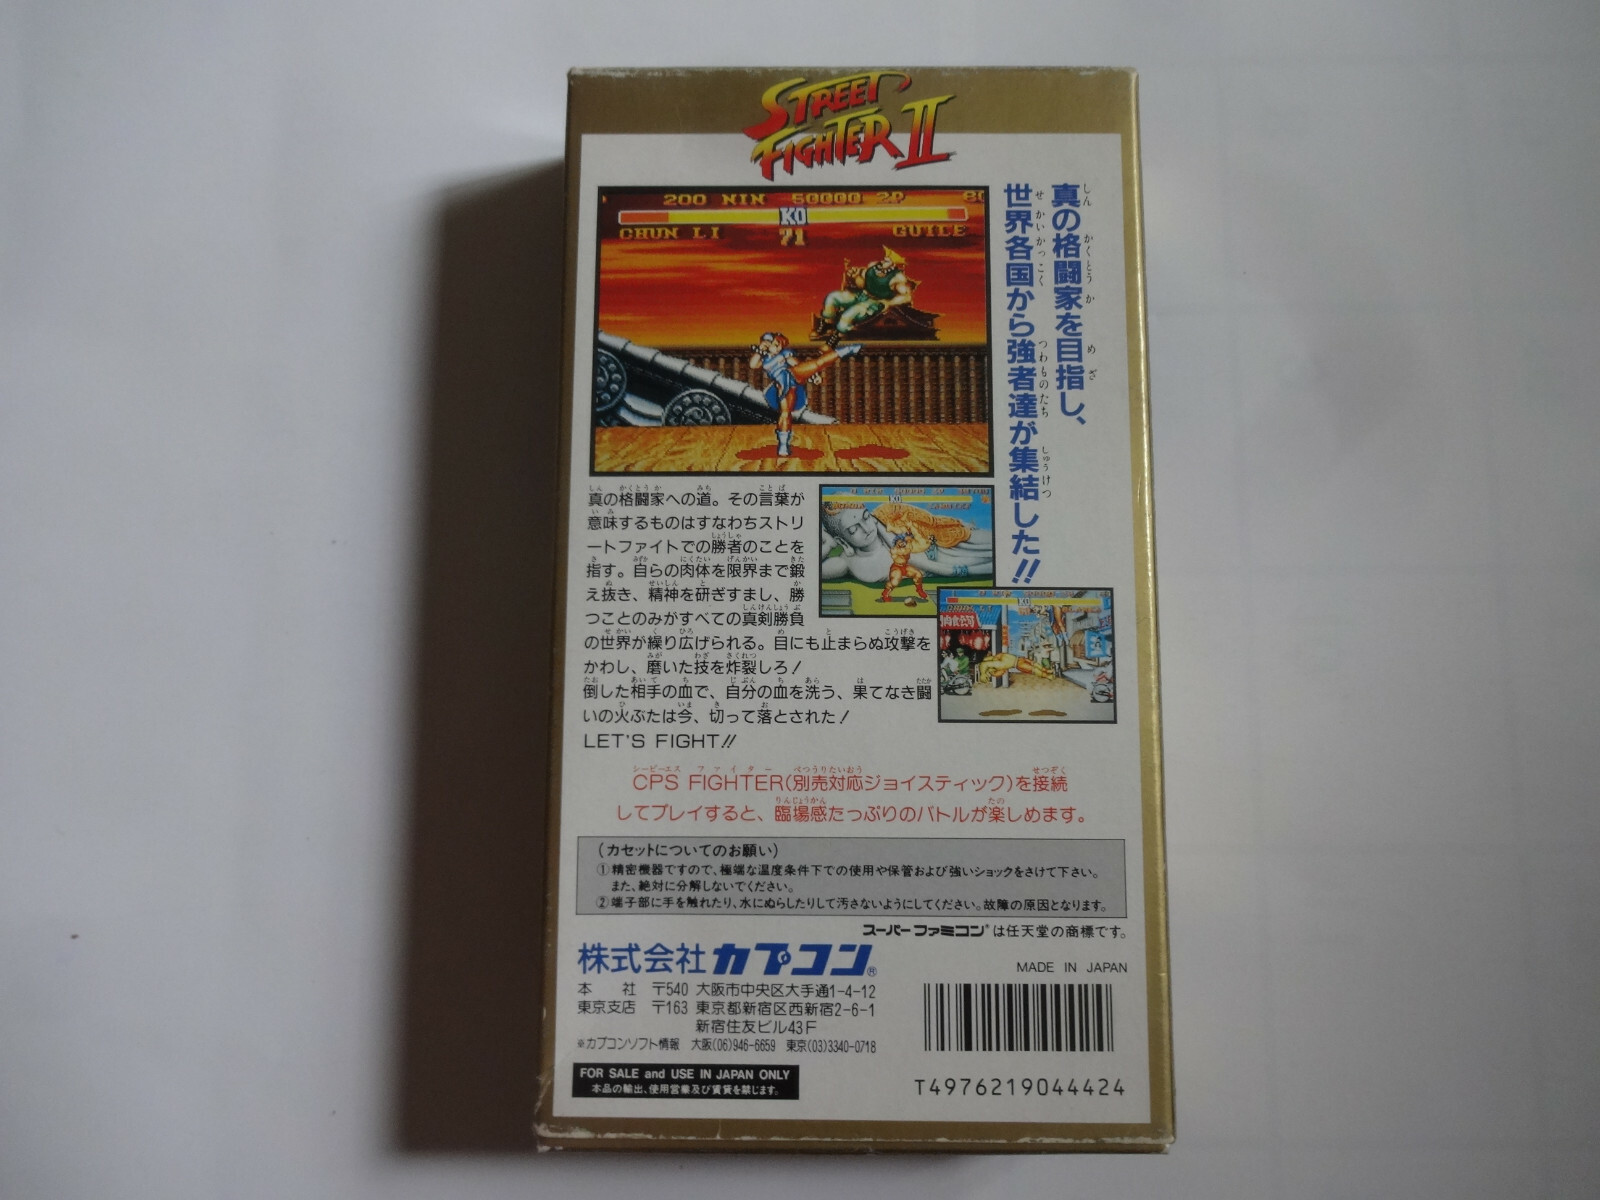 STREET
FIGHTER II
真の格闘家を目指し、
世界各国から強者達が集結した!!
200 NIN 50000 2P
KO
CHUN LI 71 GUILE
真の格闘家への道。その言葉が
意味するものはすなわちストリ
ートファイトでの勝者のことを
指す。自らの肉体を限界まで鍛
え抜き、精神を研ぎすまし、勝
つことのみがすべての真剣勝負
の世界が繰り広げられる。目にも止まらぬ攻撃を
かわし、磨いた技を炸裂しろ!
倒した相手の血で、自分の血を洗う、果てなき闘
いの火ぶたは今、切って落とされた!
LET'S FIGHT!!
CPS FIGHTER(別売対応ジョイスティック)を接続
してプレイすると、臨場感たっぷりのバトルが楽しめます。
(カセットについてのお願い)
①精密機器ですので、極端な温度条件下での使用や保管および強いショックをさけて下さい。
また、絶対に分解しないでください。
②端子部に手を触れたり、水にぬらしたりして汚さないようにしてください。故障の原因となります。
スーパーファミコン®は任天堂の商標です。
株式会社カプコン®
MADE IN JAPAN
本 社 〒540 大阪市中央区大手通1-4-12
東京支店 〒163 東京都新宿区西新宿2-6-1
新宿住友ビル43F
※カプコンソフト情報 大阪(06)946-6659 東京(03)3340-0718
FOR SALE and USE IN JAPAN ONLY
本品の輸出、使用営業及び賃貸を禁じます。
T4976219044424